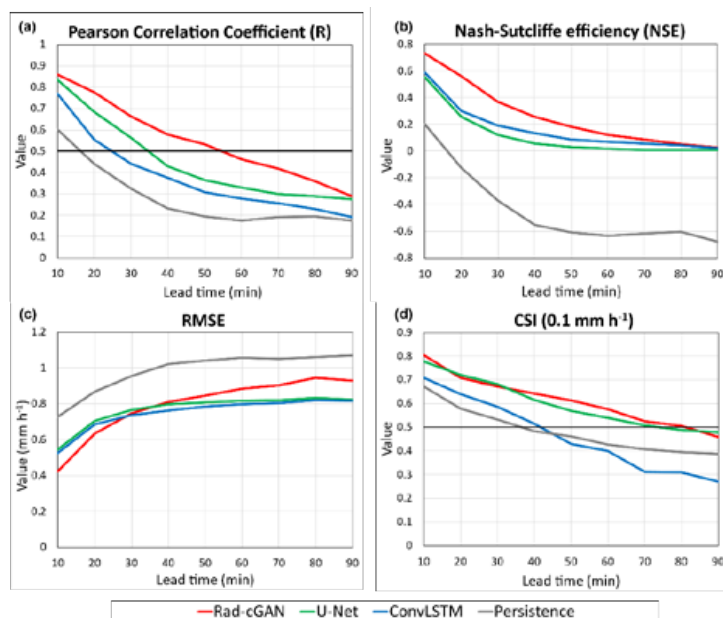 (a) Pearson Correlation Coefficient (R)
1
0.9
0.8
0.7
0.6
0.5
0.4
0.3
0.2
0.1
0
Value
10 20 30 40 50 60 70 80 90
Lead time (min)
(b) Nash-Sutcliffe efficiency (NSE)
0.8
0.6
0.4
0.2
0
-0.2
-0.4
-0.6
-0.8
Value
10 20 30 40 50 60 70 80 90
Lead time (min)
(c) RMSE
1.2
1
0.8
0.6
0.4
0.2
0
Value (mm h⁻¹)
10 20 30 40 50 60 70 80 90
Lead time (min)
(d) CSI (0.1 mm h⁻¹)
0.9
0.8
0.7
0.6
0.5
0.4
0.3
0.2
0.1
0
Value
10 20 30 40 50 60 70 80 90
Lead time (min)
Rad-cGAN U-Net ConvLSTM Persistence